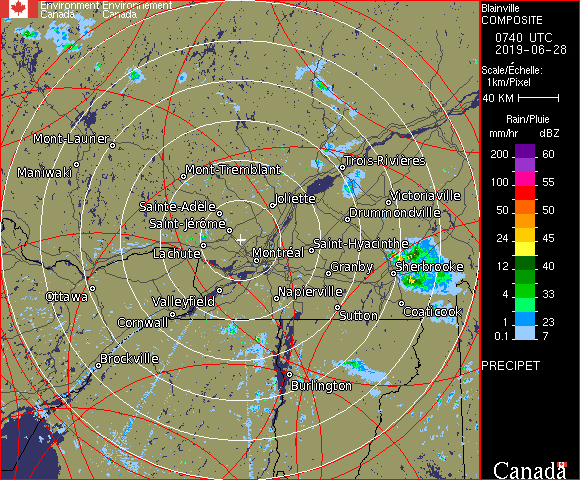 Environment Environnement
Canada Canada
Blainville
COMPOSITE
0740 UTC
2019-06-28
Scale/Échelle:
1km/Pixel
40 KM
Rain/Pluie
mm/hr dBZ
200 60
100 55
50 50
24 45
12 40
4 33
1 23
0.1 7
PRECIPET
Canada
Mont-Laurier
Maniwaki
Mont-Tremblant
Trois-Rivières
Sainte-Adèle
Joliette
Victoriaville
Drummondville
Saint-Jérôme
Lachute
Montréal
Saint-Hyacinthe
Granby
Sherbrooke
Ottawa
Valleyfield
Napierville
Cornwall
Sutton
Coaticook
Brockville
Burlington